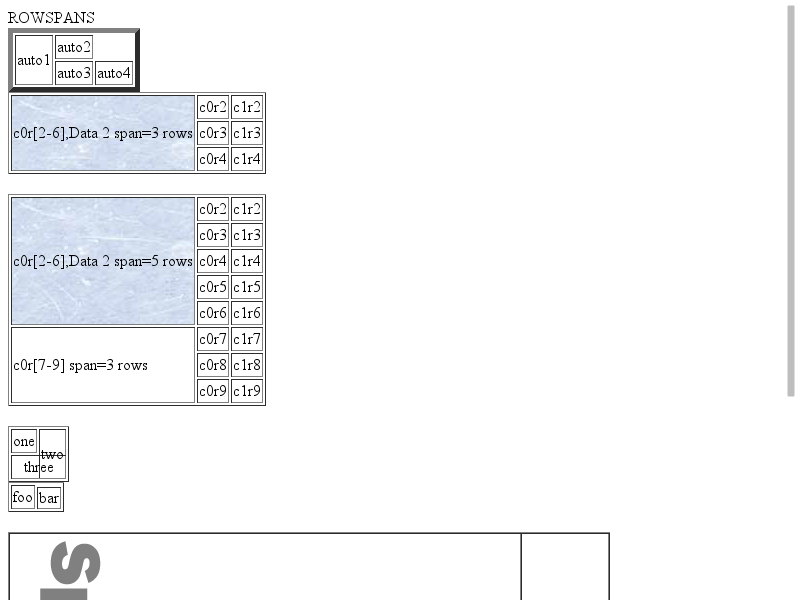 ROWSPANS
auto1 auto2
auto3 auto4
c0r[2-6],Data 2 span=3 rows c0r2 c1r2
c0r3 c1r3
c0r4 c1r4
c0r[2-6],Data 2 span=5 rows c0r2 c1r2
c0r3 c1r3
c0r4 c1r4
c0r5 c1r5
c0r6 c1r6
c0r[7-9] span=3 rows c0r7 c1r7
c0r8 c1r8
c0r9 c1r9
one two
three
foo bar